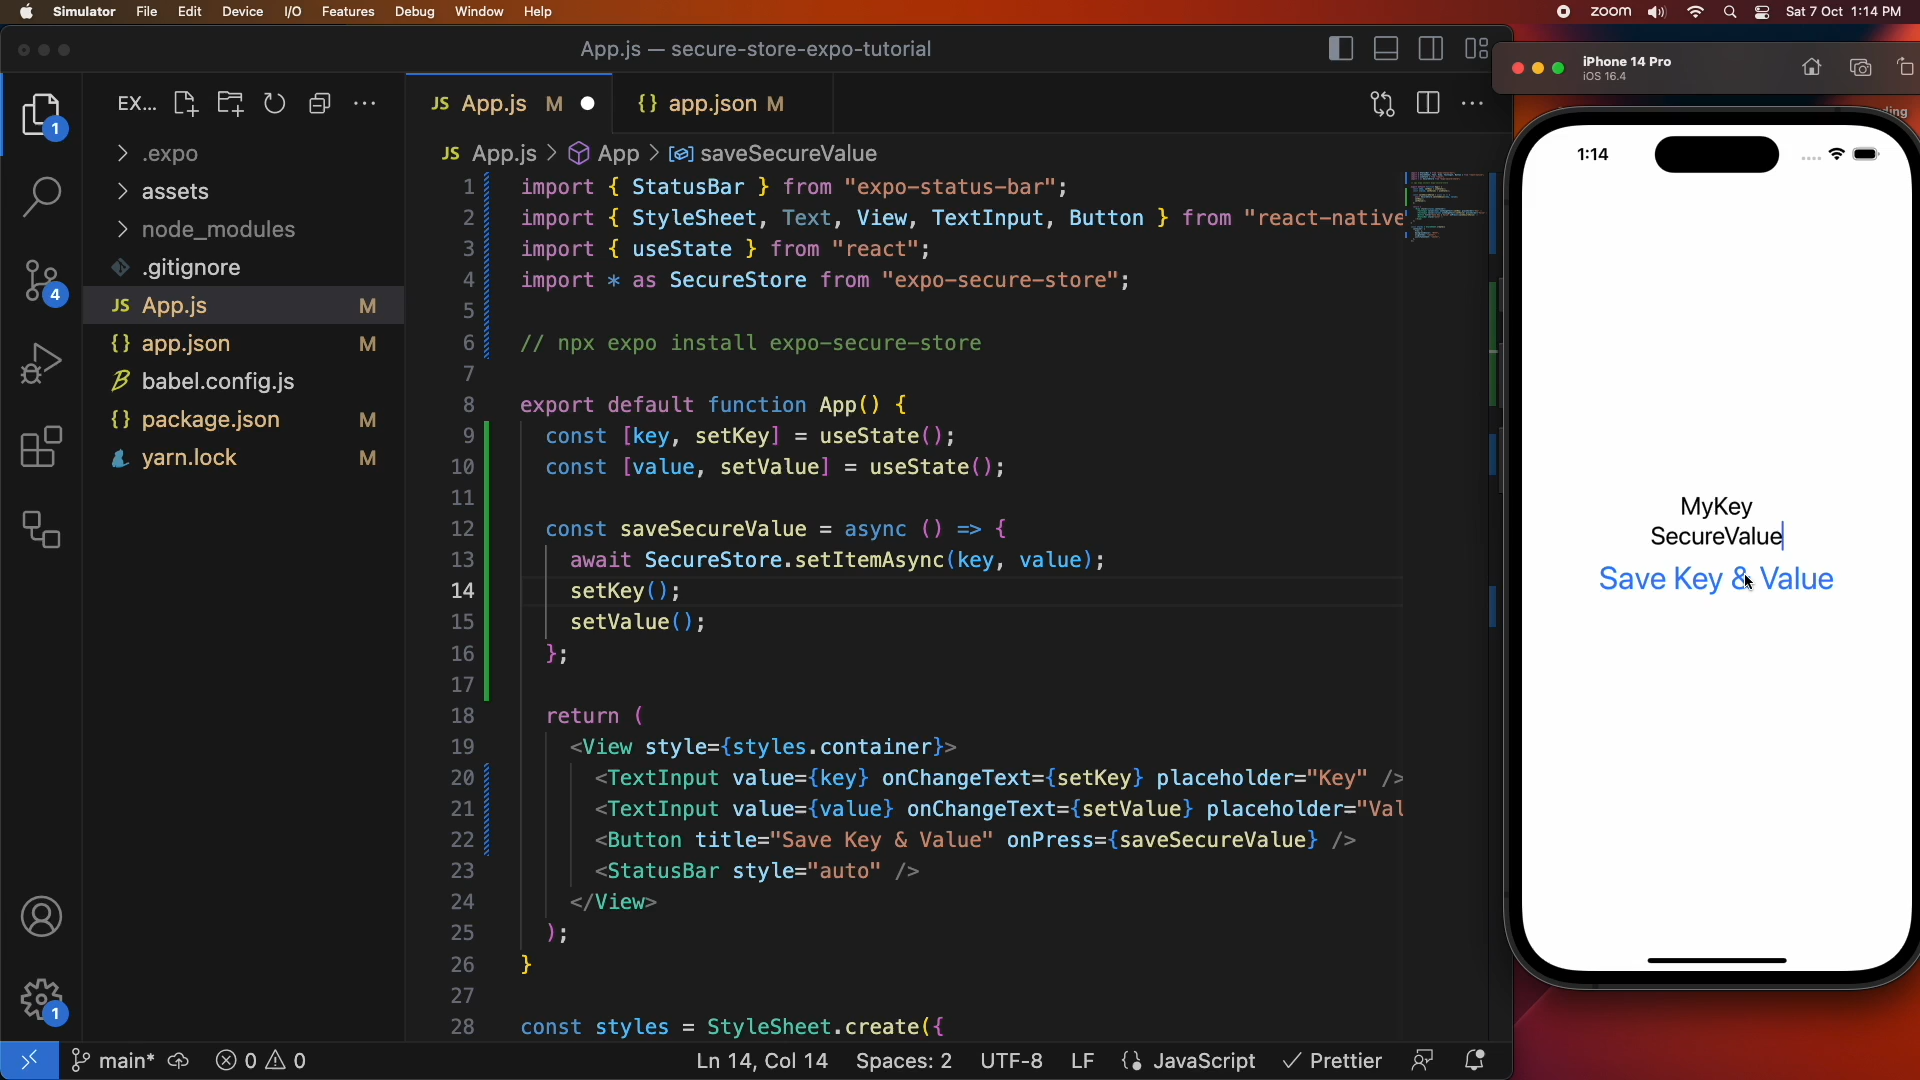 Simulator File Edit Device I/O Features Debug Window Help
zoom Sat 7 Oct 1:14 PM
App.js — secure-store-expo-tutorial
iPhone 14 Pro
iOS 16.4
EX...
JS App.js M
{} app.json M
JS App.js > App > saveSecureValue
> .expo
> assets
> node_modules
.gitignore
JS App.js M
{} app.json M
babel.config.js
{} package.json M
yarn.lock M
1
4
1
1 import { StatusBar } from "expo-status-bar";
2 import { StyleSheet, Text, View, TextInput, Button } from "react-native
3 import { useState } from "react";
4 import * as SecureStore from "expo-secure-store";
5
6 // npx expo install expo-secure-store
7
8 export default function App() {
9 const [key, setKey] = useState();
10 const [value, setValue] = useState();
11
12 const saveSecureValue = async () => {
13 await SecureStore.setItemAsync(key, value);
14 setKey();
15 setValue();
16 };
17
18 return (
19 <View style={styles.container}>
20 <TextInput value={key} onChangeText={setKey} placeholder="Key" />
21 <TextInput value={value} onChangeText={setValue} placeholder="Val
22 <Button title="Save Key & Value" onPress={saveSecureValue} />
23 <StatusBar style="auto" />
24 </View>
25 );
26 }
27
28 const styles = StyleSheet.create({
1:14
MyKey
SecureValue
Save Key & Value
main* 0 0 Ln 14, Col 14 Spaces: 2 UTF-8 LF {} JavaScript Prettier